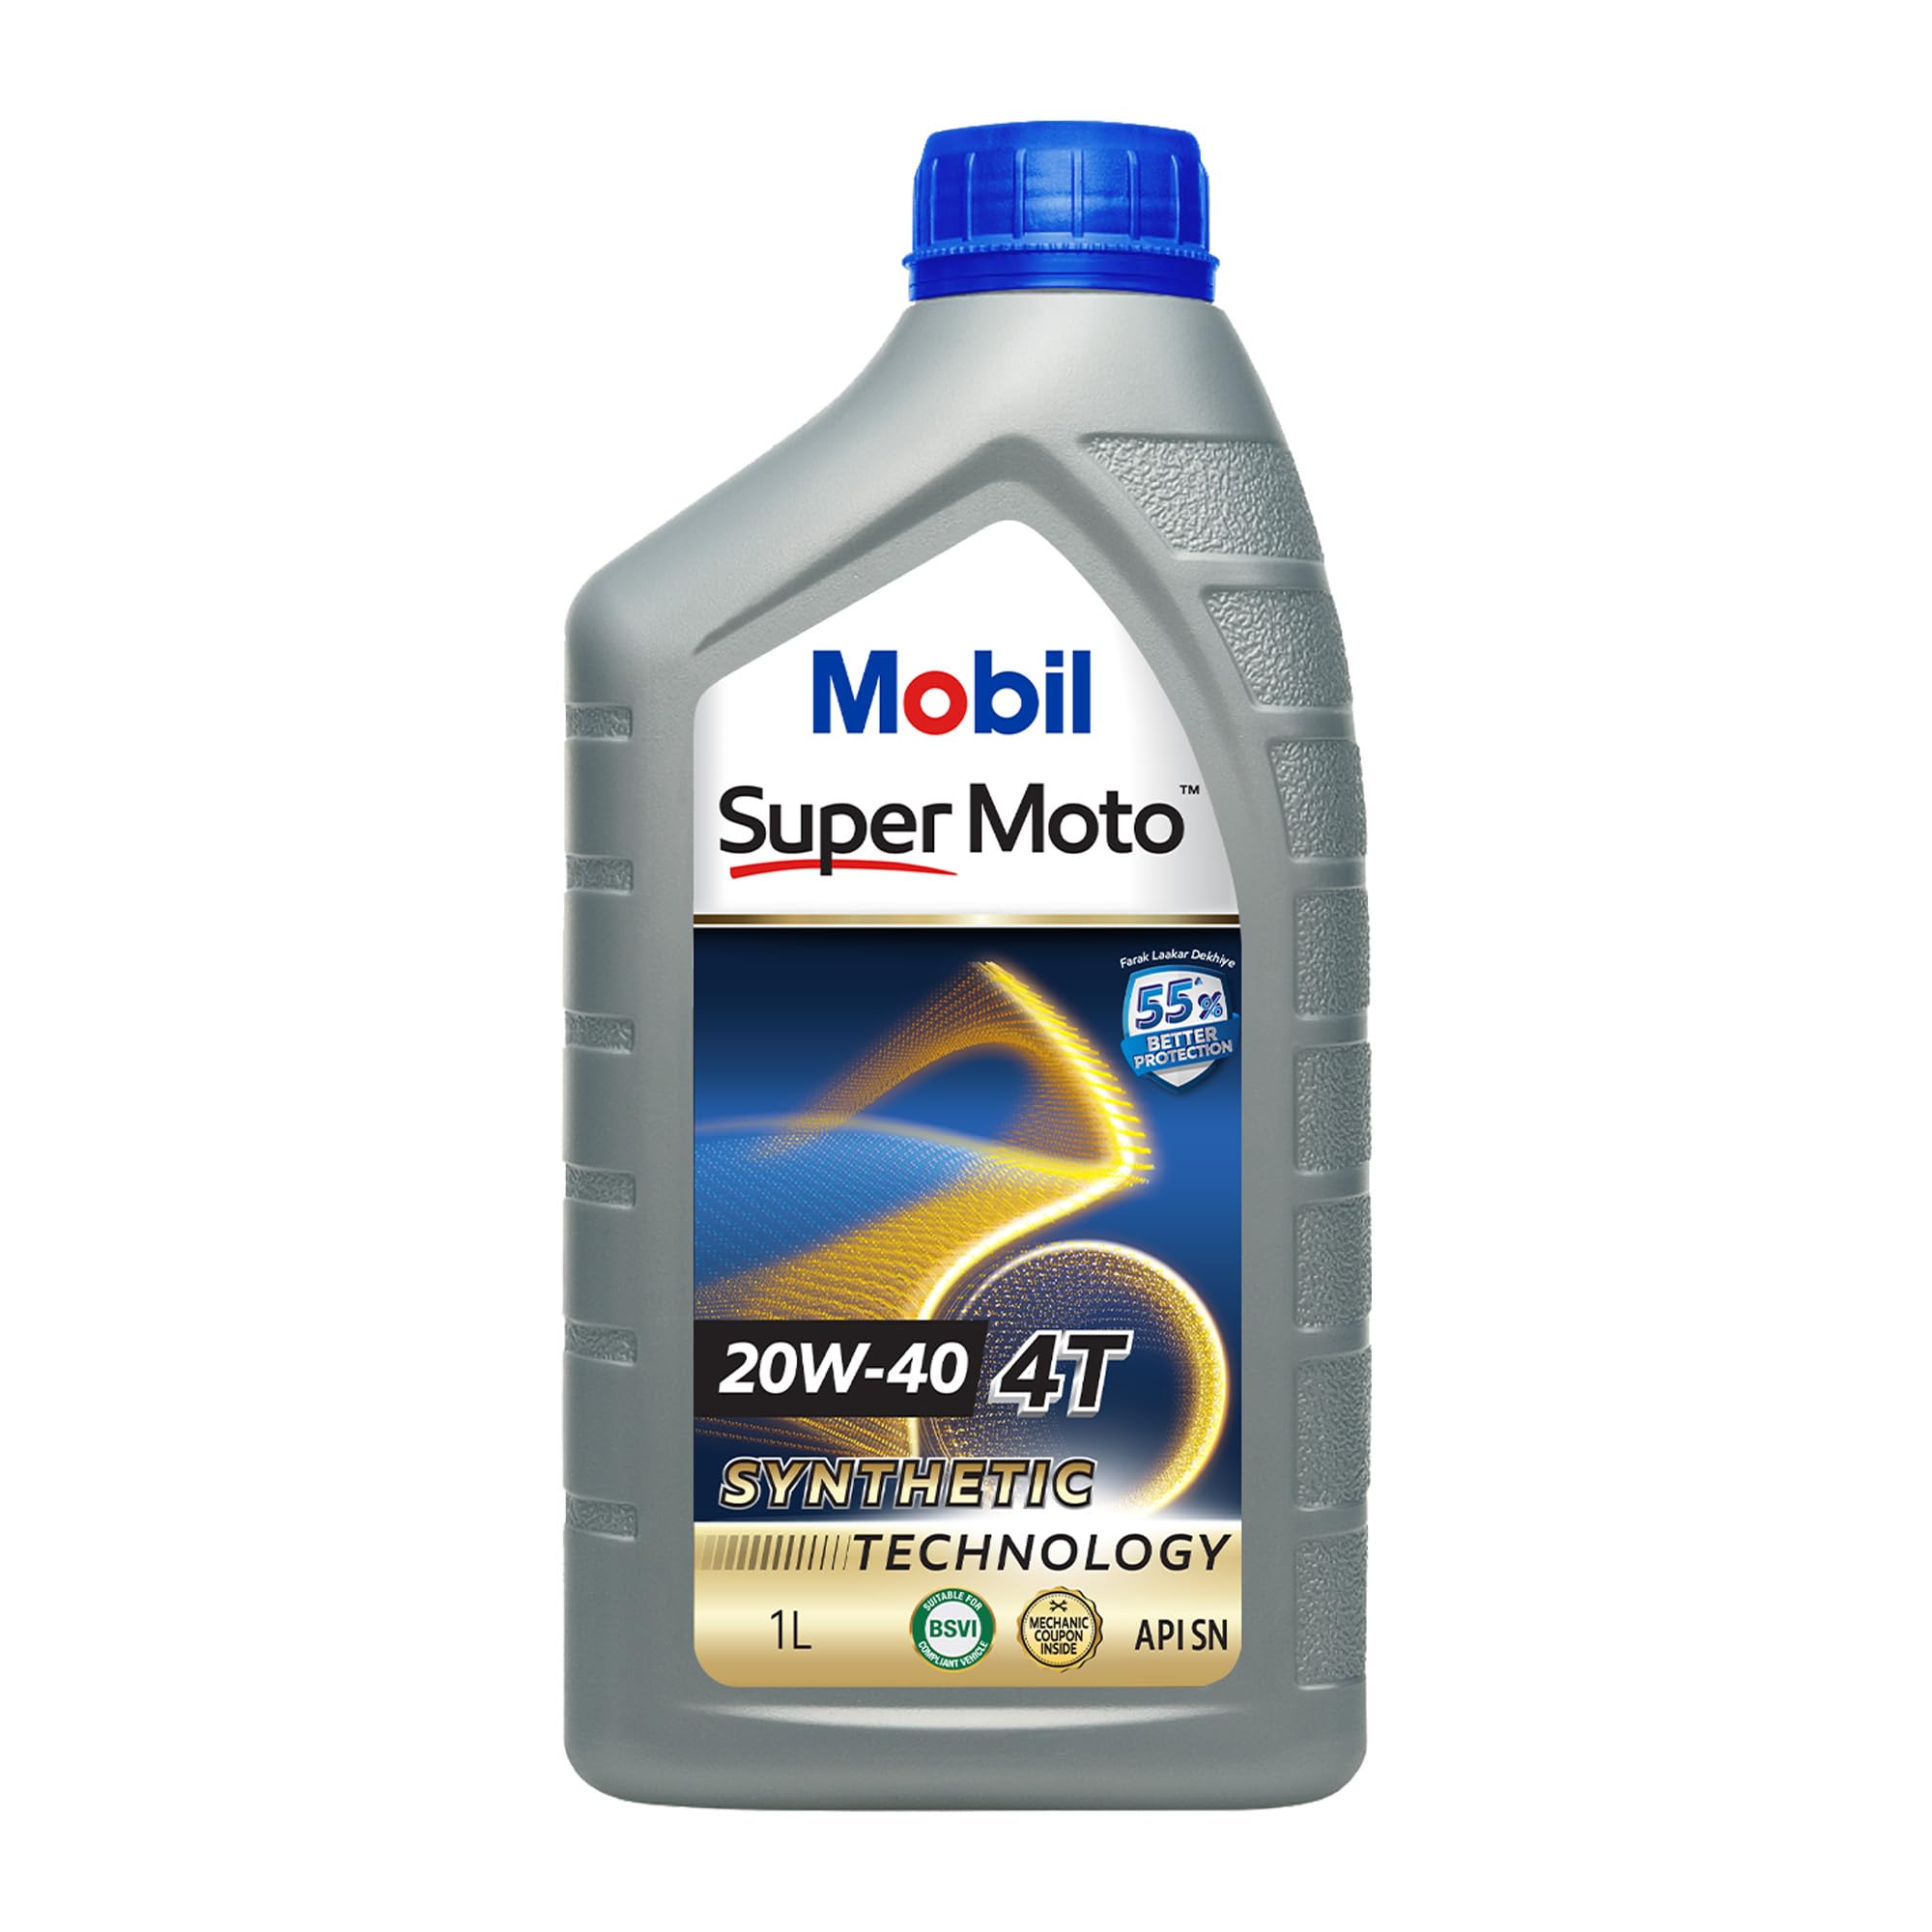 Mobil
Super Moto™
Farak Laakar Dekhiye
55^%
BETTER
PROTECTION
20W-40 4T
SYNTHETIC
TECHNOLOGY
1L
SUITABLE FOR
BSVI
COMPLIANT VEHICLE
MECHANIC
COUPON
INSIDE
API SN